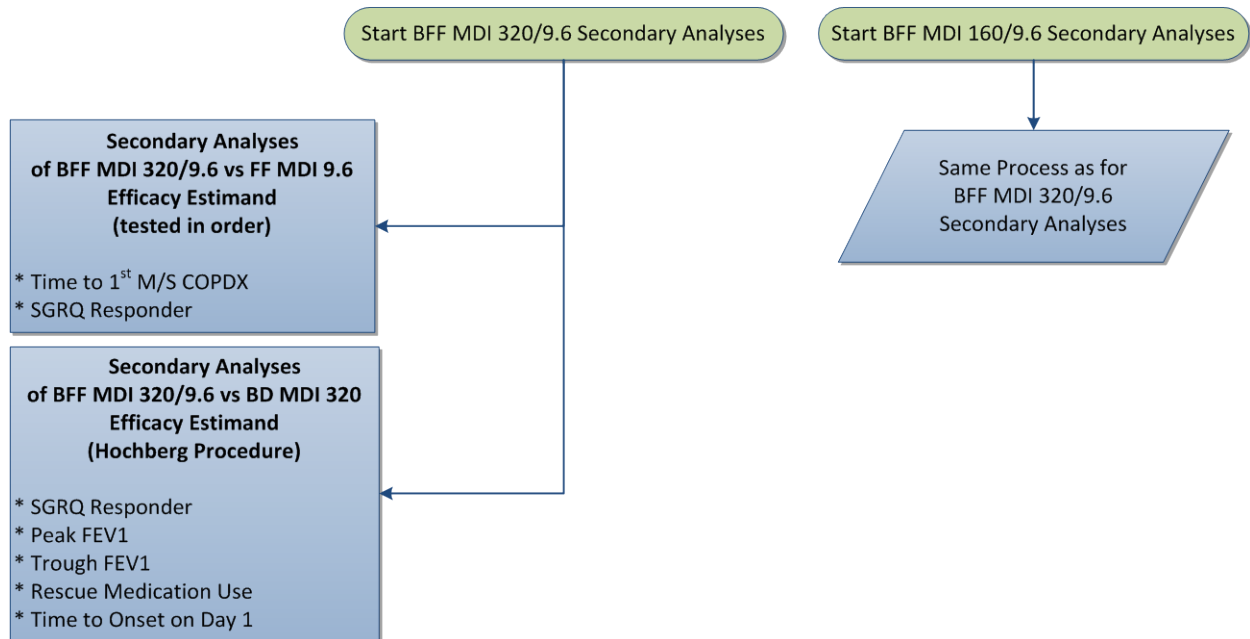 Start BFF MDI 320/9.6 Secondary Analyses
Start BFF MDI 160/9.6 Secondary Analyses
Secondary Analyses
of BFF MDI 320/9.6 vs FF MDI 9.6
Efficacy Estimand
(tested in order)
* Time to 1st M/S COPDX
* SGRQ Responder
Same Process as for
BFF MDI 320/9.6
Secondary Analyses
Secondary Analyses
of BFF MDI 320/9.6 vs BD MDI 320
Efficacy Estimand
(Hochberg Procedure)
* SGRQ Responder
* Peak FEV1
* Trough FEV1
* Rescue Medication Use
* Time to Onset on Day 1